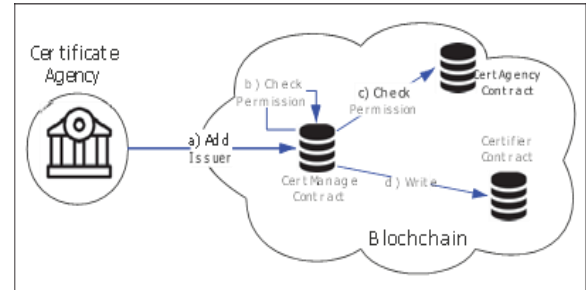 Certificate
Agency
b) Check
Permission
c) Check
Permission
CertAgency
Contract
a) Add
Issuer
CertManage
Contract
d) Write
Certifier
Contract
Blochchain